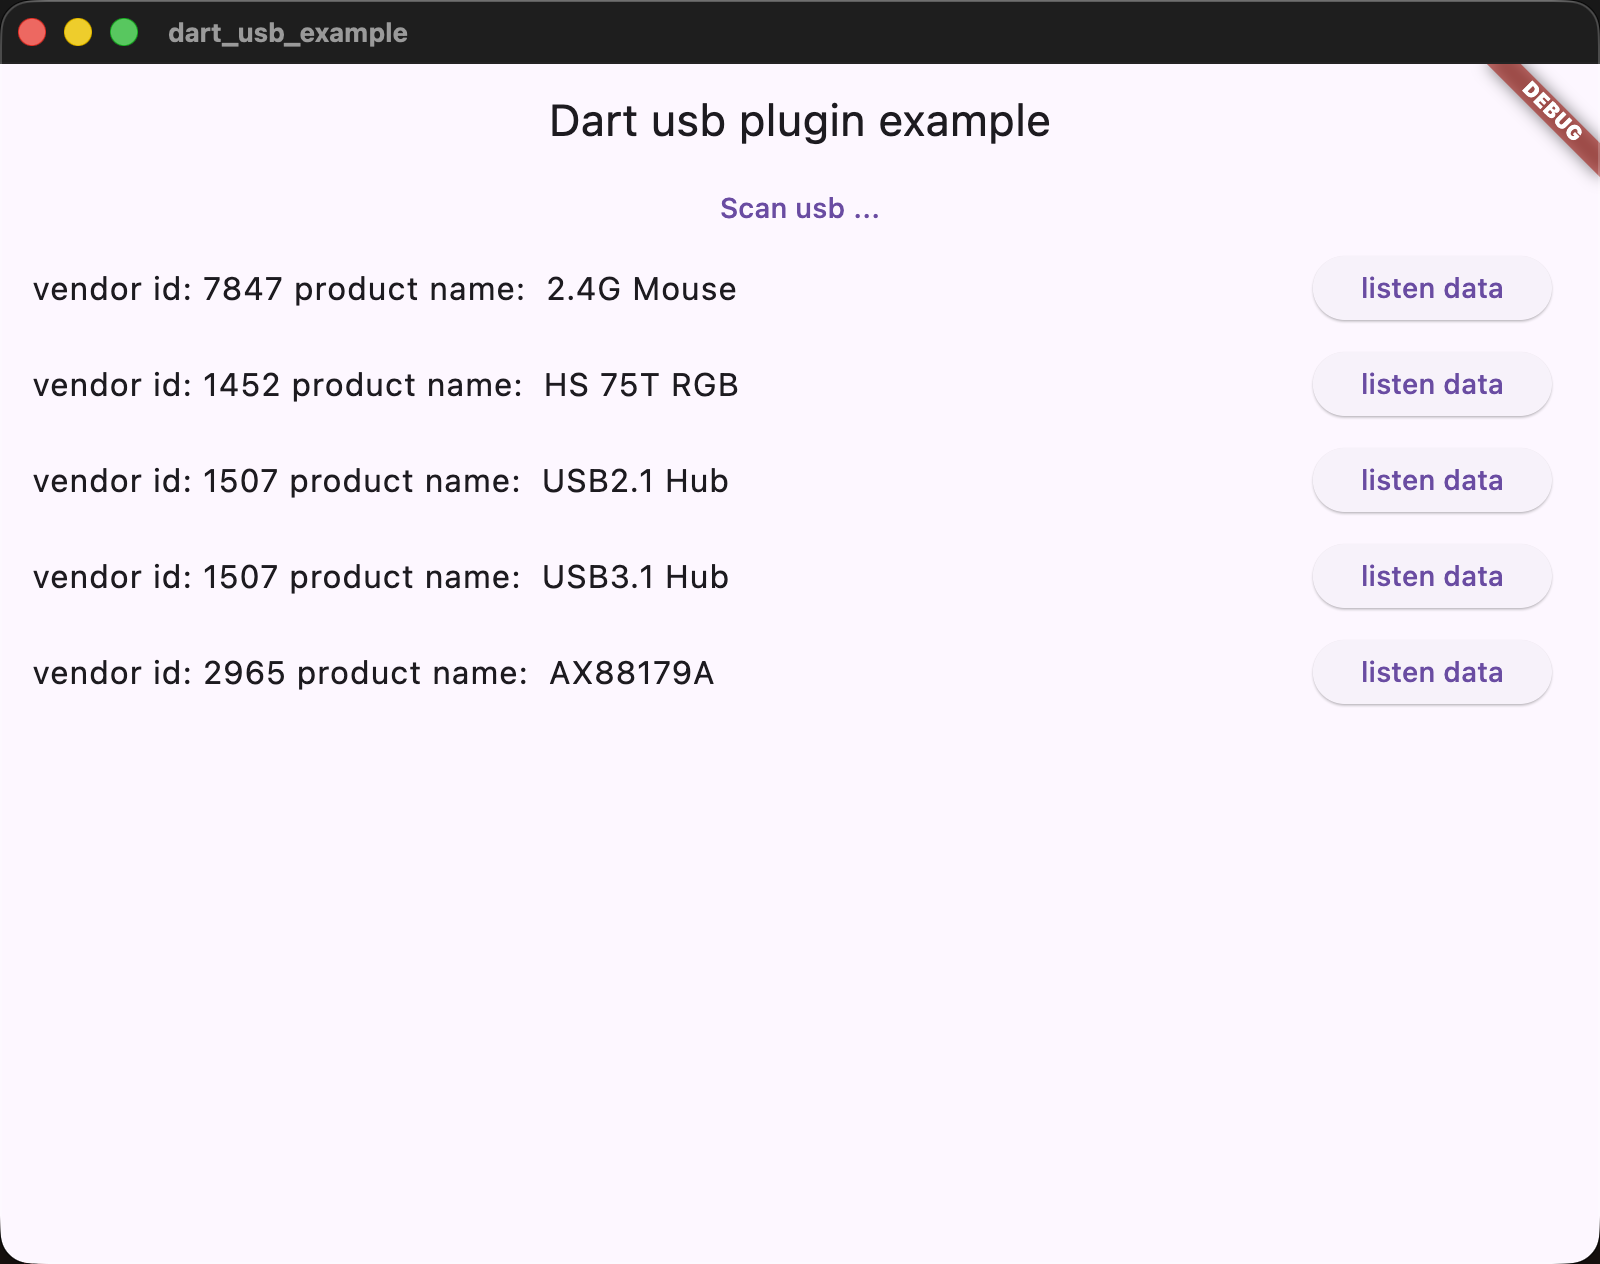 dart_usb_example
DEBUG
Dart usb plugin example
Scan usb ...
vendor id: 7847 product name:  2.4G Mouse listen data
vendor id: 1452 product name:  HS 75T RGB listen data
vendor id: 1507 product name:  USB2.1 Hub listen data
vendor id: 1507 product name:  USB3.1 Hub listen data
vendor id: 2965 product name:  AX88179A listen data